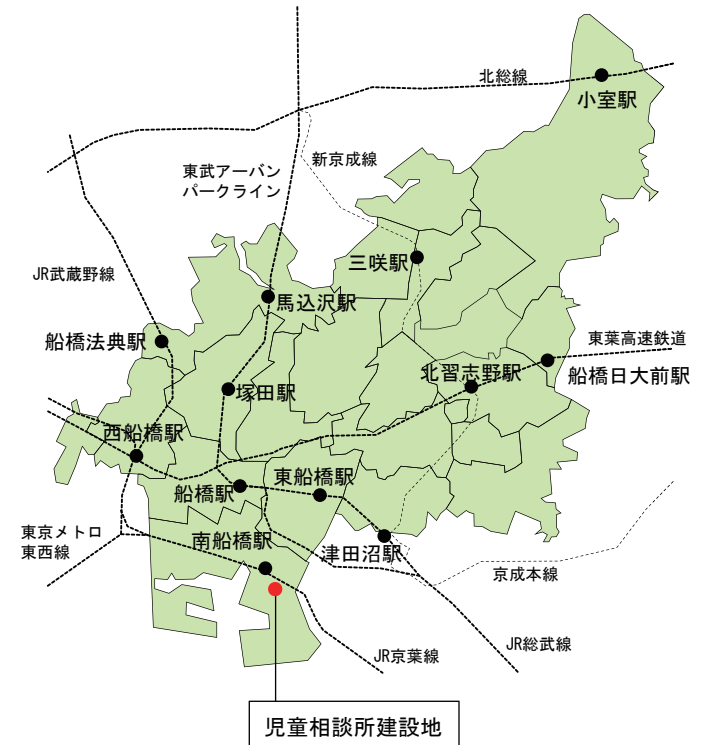 北総線
小室駅
新京成線
東武アーバン
パークライン
三咲駅
JR武蔵野線
馬込沢駅
船橋法典駅
東葉高速鉄道
北習志野駅
船橋日大前駅
塚田駅
西船橋駅
東船橋駅
船橋駅
東京メトロ
東西線
南船橋駅
津田沼駅
京成本線
JR総武線
JR京葉線
児童相談所建設地